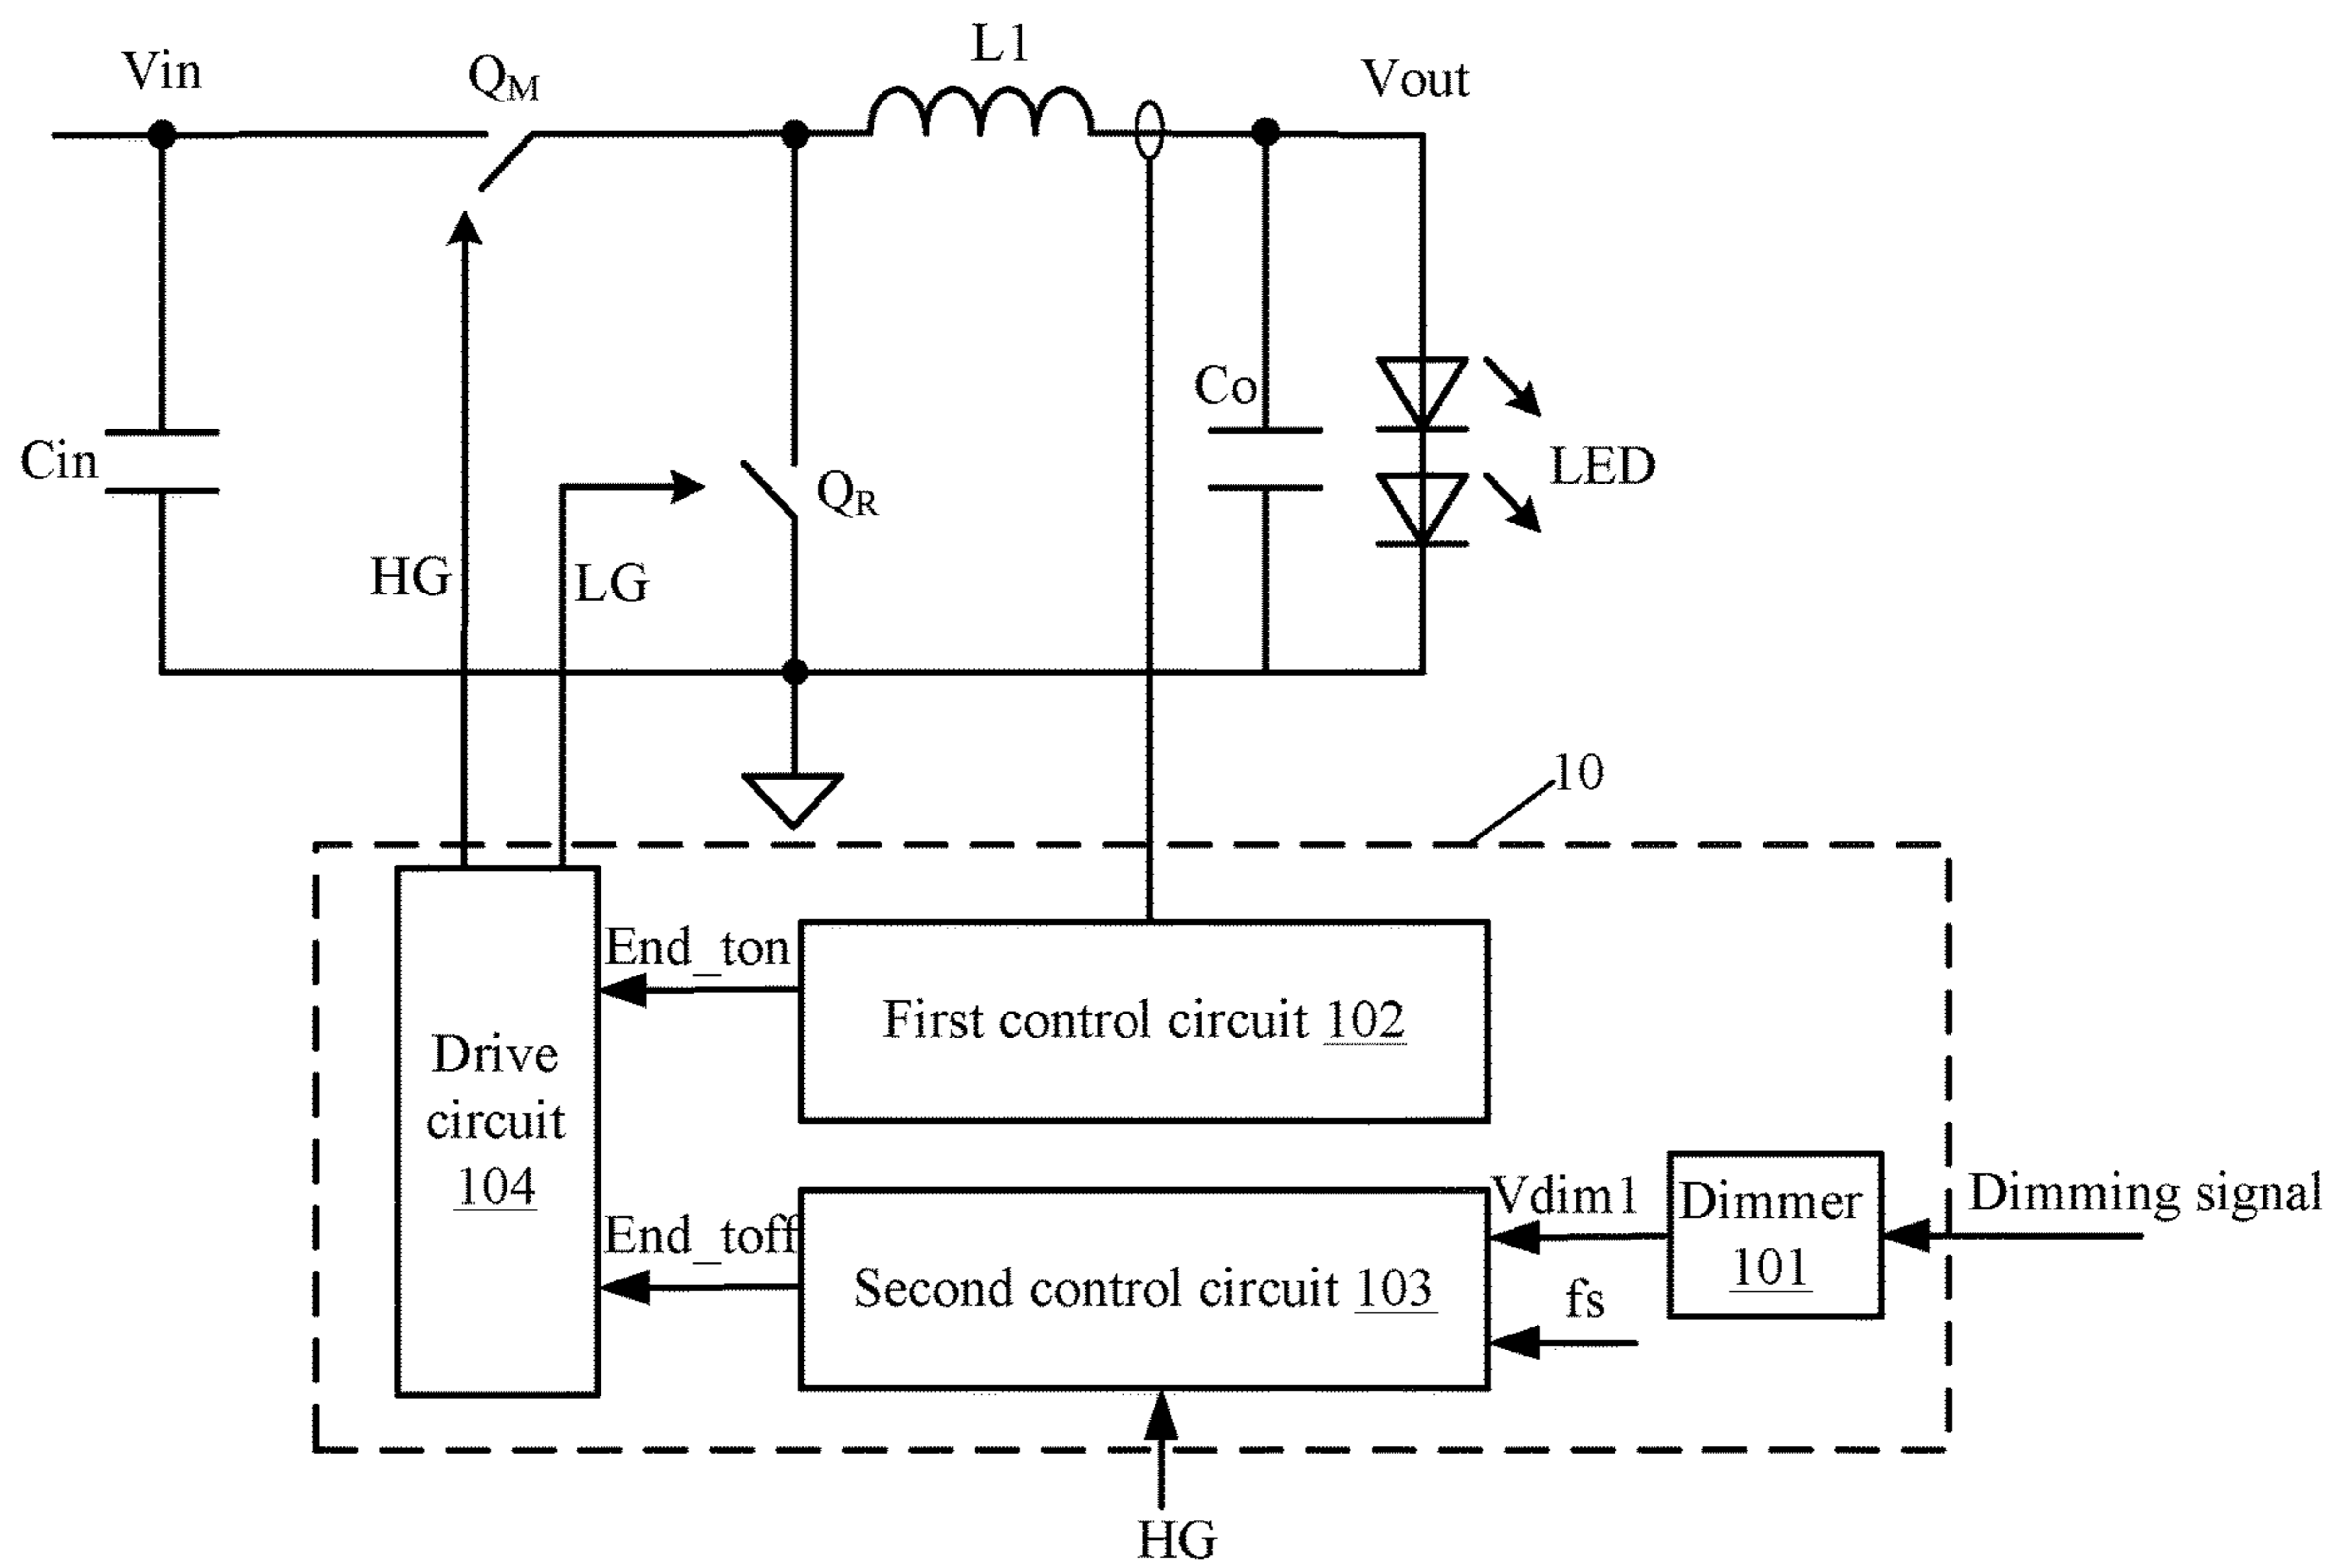 L1
Vin
QM
Vout
Co
Cin
LED
QR
HG
LG
10
End_ton
First control circuit 102
Drive
circuit
104
Vdim1
Dimmer
101
Dimming signal
End_toff
Second control circuit 103
fs
HG